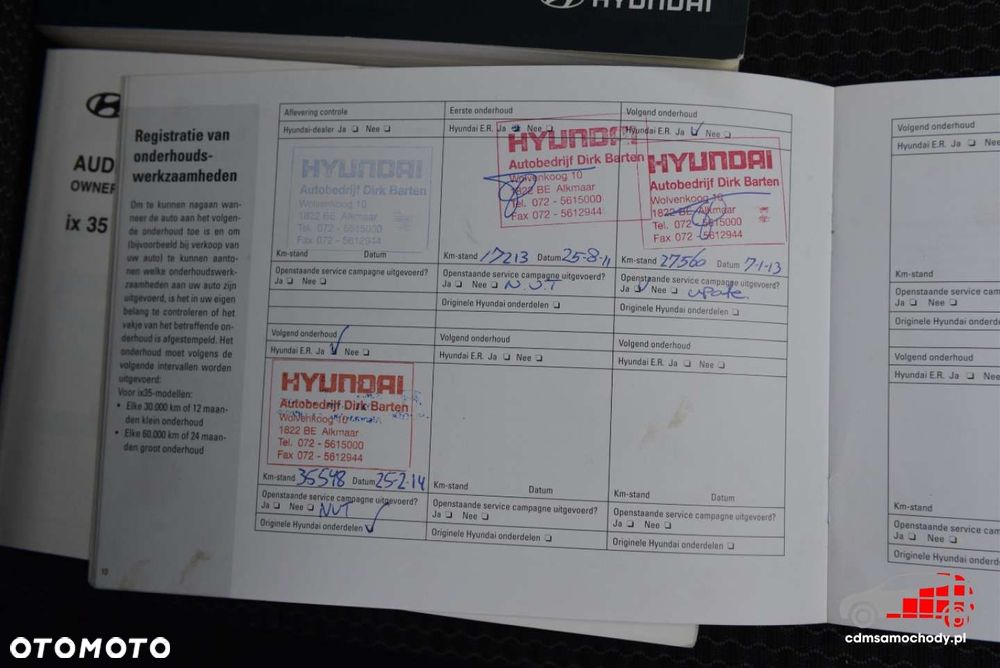 HYUNDAI
AUD
OWNER
ix 35
Registratie van
onderhouds-
werkzaamheden
Om te kunnen nagaan wan-
neer de auto aan het volgen-
de onderhoud toe is en om
(bijvoorbeeld bij verkoop van
uw auto) te kunnen aanto-
nen welke onderhoudswerk-
zaamheden aan uw auto zijn
uitgevoerd, is het in uw eigen
belang te controleren of het
vakje van het betreffende on-
derhoud is afgestempeld. Het
onderhoud moet volgens de
volgende intervallen worden
uitgevoerd:
Voor ix35-modellen:
• Elke 30.000 km of 12 maan-
den klein onderhoud
• Elke 60.000 km of 24 maan-
den groot onderhoud
10
Aflevering controle
Hyundai-dealer Ja ❏ Nee ❏
HYUNDAI
Autobedrijf Dirk Barten
Wolvenkoog 10
1822 BE Alkmaar
Tel. 072 - 5615000
Fax 072 - 5612944
Km-stand Datum
Openstaande service campagne uitgevoerd?
Ja ❏ Nee ❏
Eerste onderhoud
Hyundai E.R. Ja ❏ Nee ❏
HYUNDAI
Autobedrijf Dirk Barten
Wolvenkoog 10
1822 BE Alkmaar
Tel. 072 - 5615000
Fax 072 - 5612944
Km-stand 17213 Datum 25-8-11
Openstaande service campagne uitgevoerd?
Ja ❏ Nee ❏ NUT
Originele Hyundai onderdelen ❏
Volgend onderhoud
Hyundai E.R. Ja ❏ Nee ❏
HYUNDAI
Autobedrijf Dirk Barten
Wolvenkoog 10
1822 BE Alkmaar
Tel. 072 - 5615000
Fax 072 - 5612944
Km-stand 27560 Datum 7-1-13
Openstaande service campagne uitgevoerd?
Ja ❏ Nee ❏ update
Originele Hyundai onderdelen ❏
Volgend onderhoud
Hyundai E.R. Ja ❏ Nee ❏
HYUNDAI
Autobedrijf Dirk Barten
Wolvenkoog 10
1822 BE Alkmaar
Tel. 072 - 5615000
Fax 072 - 5612944
Km-stand 35548 Datum 25-2-14
Openstaande service campagne uitgevoerd?
Ja ❏ Nee ❏ NUT
Originele Hyundai onderdelen ❏
Volgend onderhoud
Hyundai E.R. Ja ❏ Nee ❏
Km-stand Datum
Openstaande service campagne uitgevoerd?
Ja ❏ Nee ❏
Originele Hyundai onderdelen ❏
Volgend onderhoud
Hyundai E.R. Ja ❏ Nee ❏
Km-stand Datum
Openstaande service campagne uitgevoerd?
Ja ❏ Nee ❏
Originele Hyundai onderdelen ❏
Volgend onderhoud
Hyundai E.R. Ja ❏ Nee
Km-stand
Openstaande service camp
Ja ❏ Nee ❏
Originele Hyundai onderd
Volgend onderhoud
Hyundai E.R. Ja ❏ Nee
Km-stand
Openstaande service
Ja ❏ Nee ❏
Originele Hyundai onder
OTOMOTO
cdmsamochody.pl